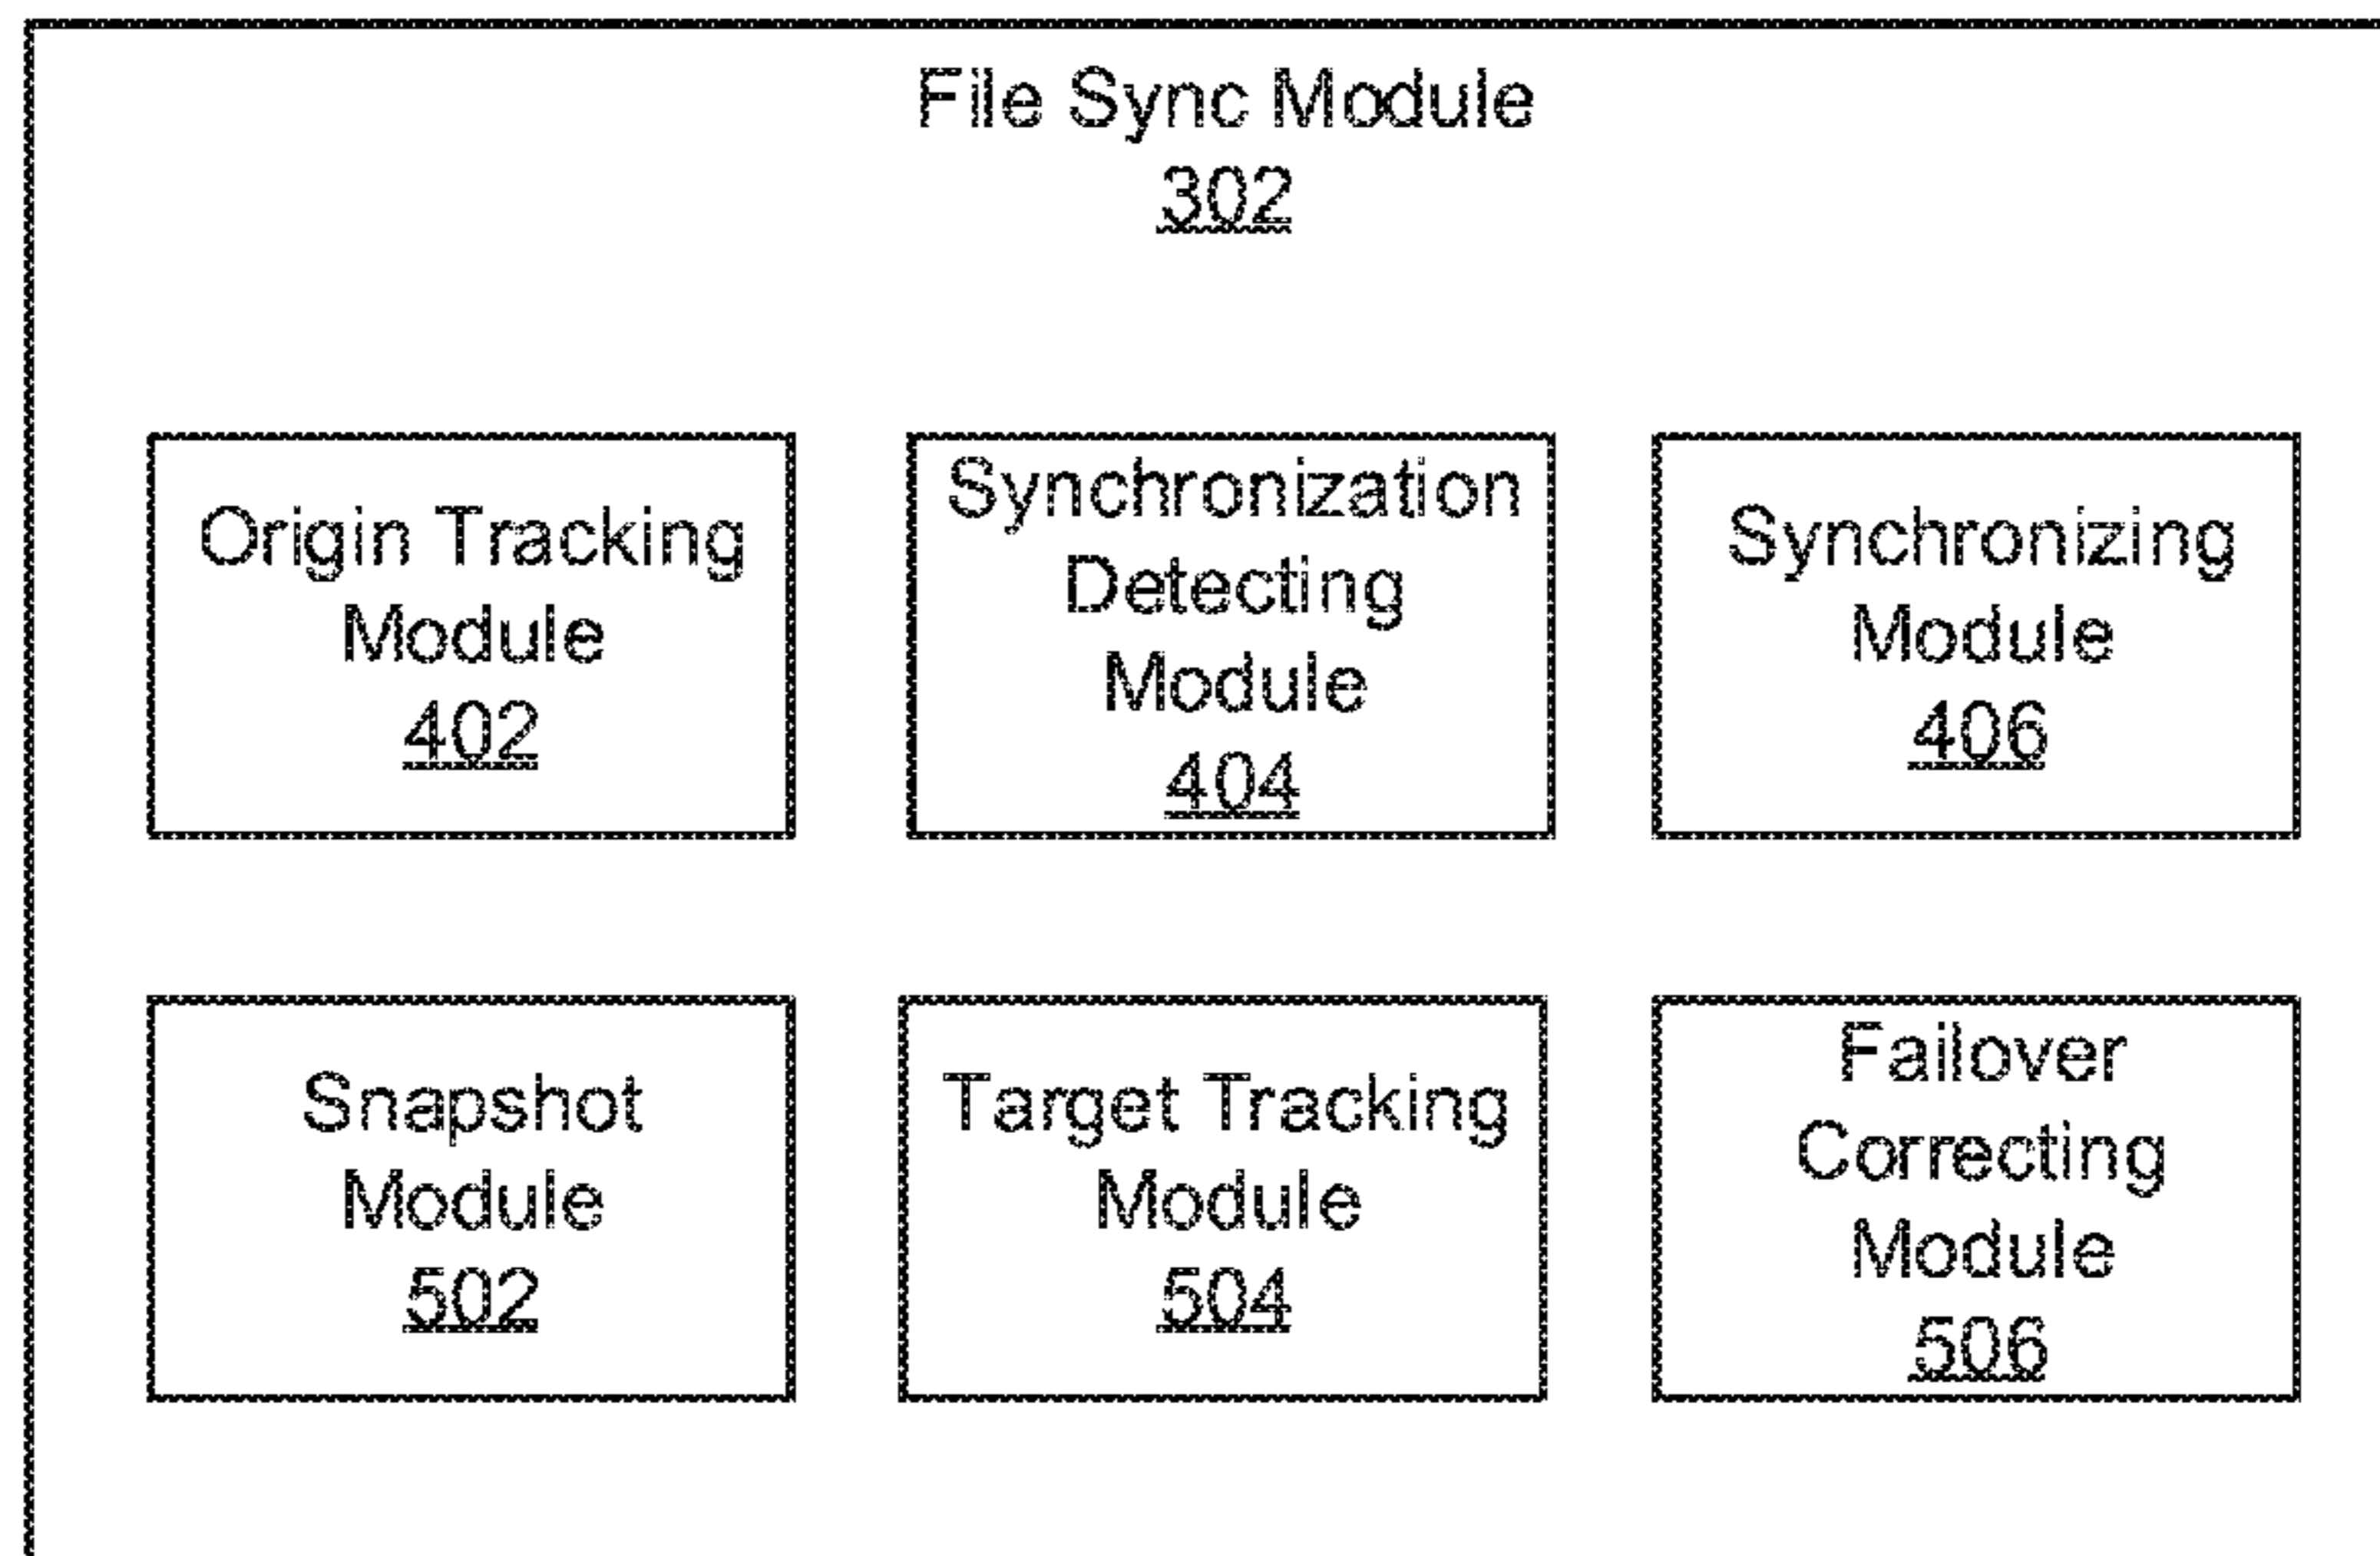 File Sync Module
302
Origin Tracking
Module
402
Synchronization
Detecting
Module
404
Synchronizing
Module
406
Snapshot
Module
502
Target Tracking
Module
504
Failover
Correcting
Module
506